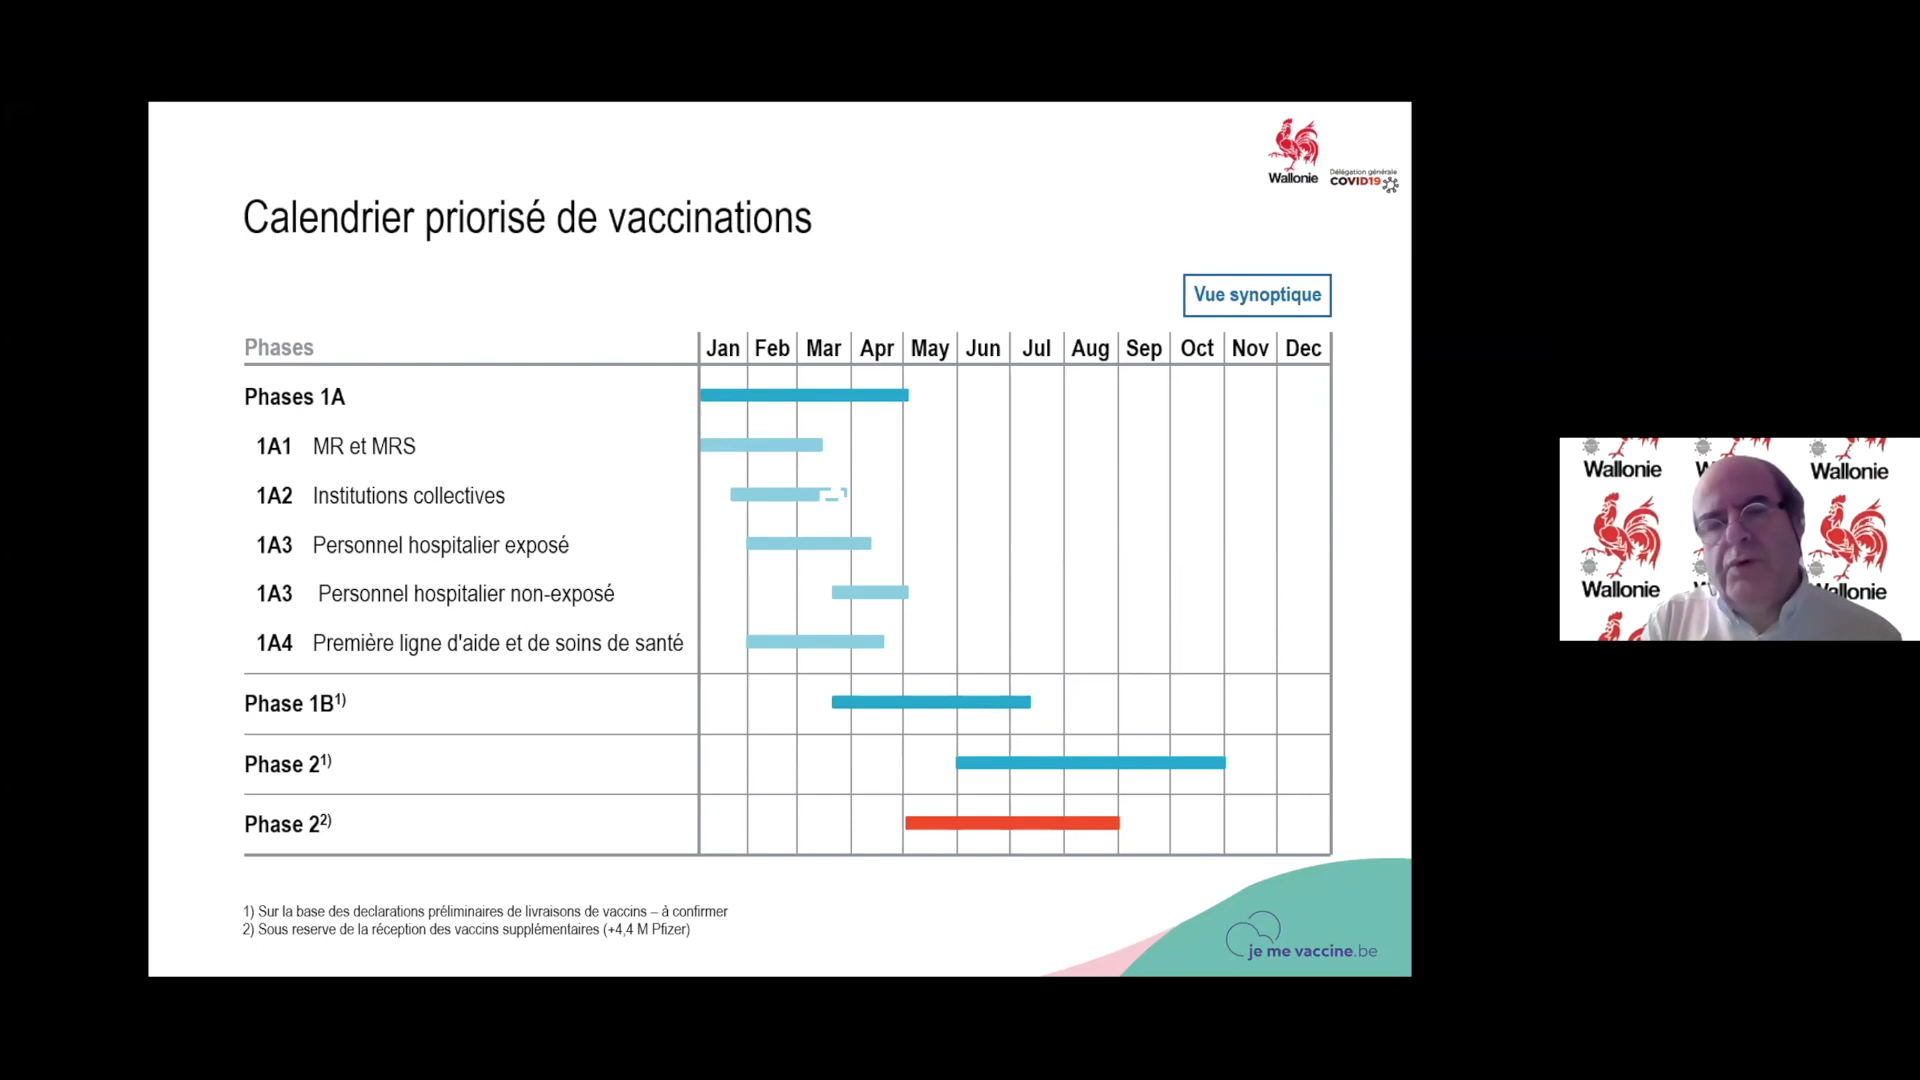 Wallonie
Délégation générale
COVID19
Calendrier priorisé de vaccinations
Vue synoptique
Phases Jan Feb Mar Apr May Jun Jul Aug Sep Oct Nov Dec
Phases 1A
1A1 MR et MRS
1A2 Institutions collectives
1A3 Personnel hospitalier exposé
1A3 Personnel hospitalier non-exposé
1A4 Première ligne d'aide et de soins de santé
Phase 1B1)
Phase 21)
Phase 22)
1) Sur la base des declarations préliminaires de livraisons de vaccins – à confirmer
2) Sous reserve de la réception des vaccins supplémentaires (+4,4 M Pfizer)
je me vaccine.be
Wallonie W Wallonie
Wallonie Wallonie